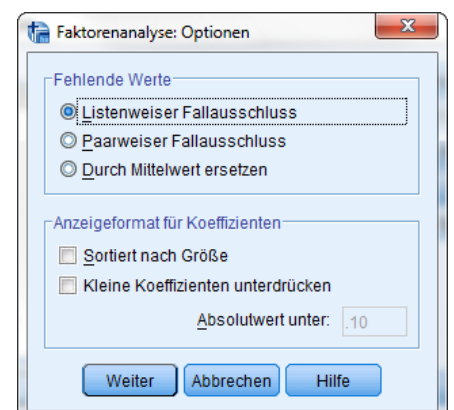 Faktorenanalyse: Optionen
Fehlende Werte
Listenweiser Fallausschluss
Paarweiser Fallausschluss
Durch Mittelwert ersetzen
Anzeigeformat für Koeffizienten
Sortiert nach Größe
Kleine Koeffizienten unterdrücken
Absolutwert unter: .10
Weiter Abbrechen Hilfe